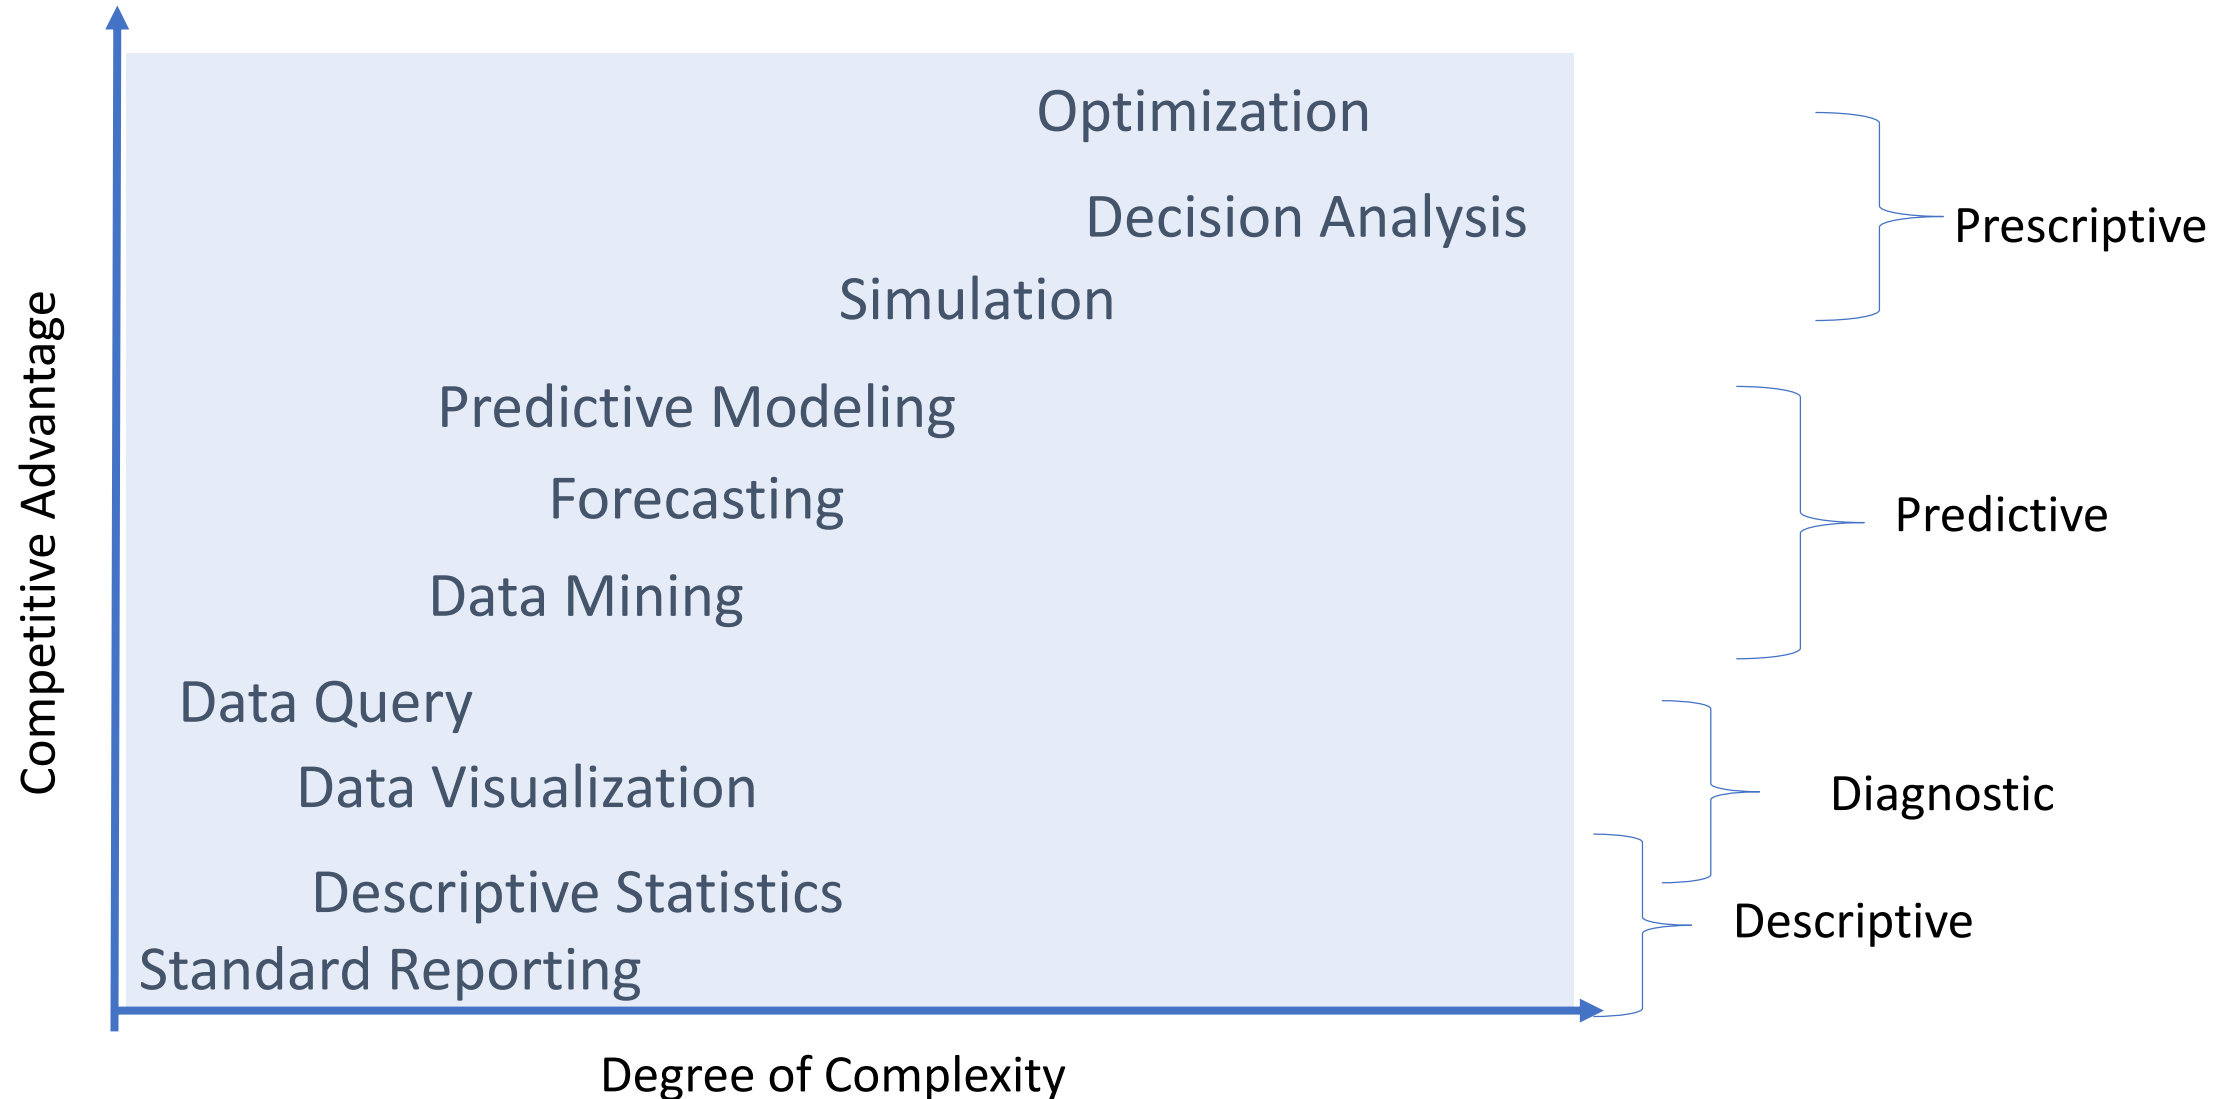 Optimization
Decision Analysis
Prescriptive
Simulation
Predictive Modeling
Forecasting
Predictive
Data Mining
Data Query
Data Visualization
Diagnostic
Descriptive Statistics
Descriptive
Standard Reporting
Competitive Advantage
Degree of Complexity